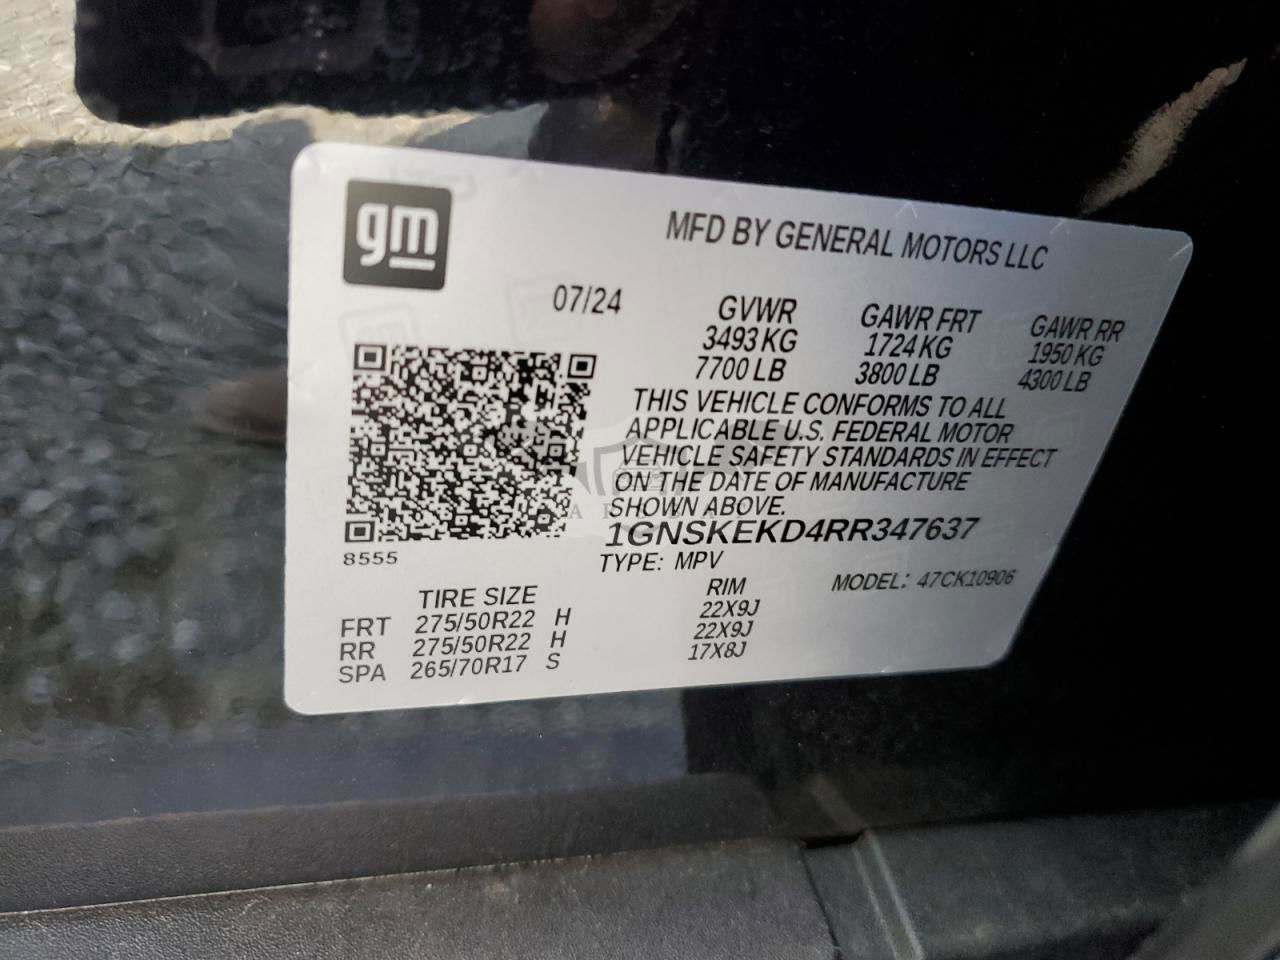 gm
MFD BY GENERAL MOTORS LLC
07/24
GVWR GAWR FRT GAWR RR
3493 KG 1724 KG 1950 KG
7700 LB 3800 LB 4300 LB
THIS VEHICLE CONFORMS TO ALL
APPLICABLE U.S. FEDERAL MOTOR
VEHICLE SAFETY STANDARDS IN EFFECT
ON THE DATE OF MANUFACTURE
SHOWN ABOVE.
1GNSKEKD4RR347637
8555
TYPE: MPV MODEL: 47CK10906
TIRE SIZE RIM
FRT 275/50R22 H 22X9J
RR 275/50R22 H 22X9J
SPA 265/70R17 S 17X8J